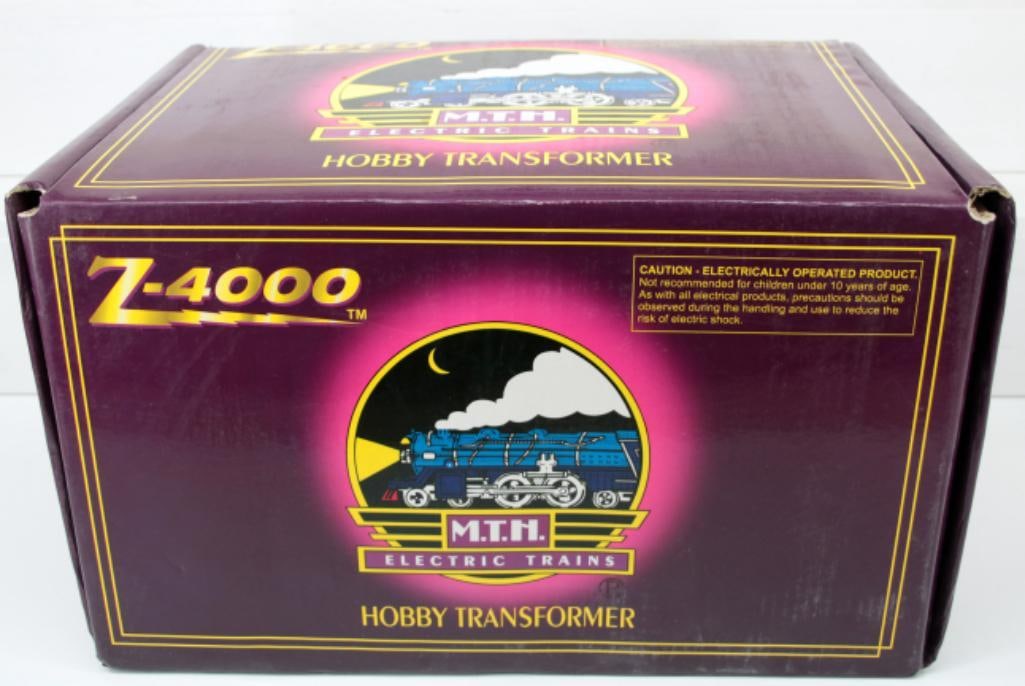 Z-4000
M.T.H.
ELECTRIC TRAINS
HOBBY TRANSFORMER
Z-4000 TM
CAUTION - ELECTRICALLY OPERATED PRODUCT.
Not recommended for children under 10 years of age.
As with all electrical products, precautions should be
observed during the handling and use to reduce the
risk of electric shock.
M.T.H.
ELECTRIC TRAINS
®
HOBBY TRANSFORMER